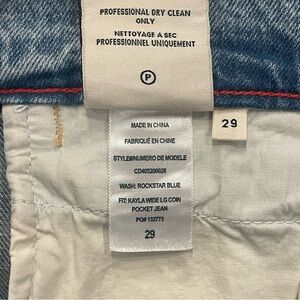 PROFESSIONAL DRY CLEAN
ONLY
NETTOYAGE A SEC
PROFESSIONNEL UNIQUEMENT
P
MADE IN CHINA
FABRIQUÉ EN CHINE
STYLE#NUMERO DE MODELE
CD405200026
WASH: ROCKSTAR BLUE
FIT: KAYLA WIDE LG COIN
POCKET JEAN
PO# 132773
29
29